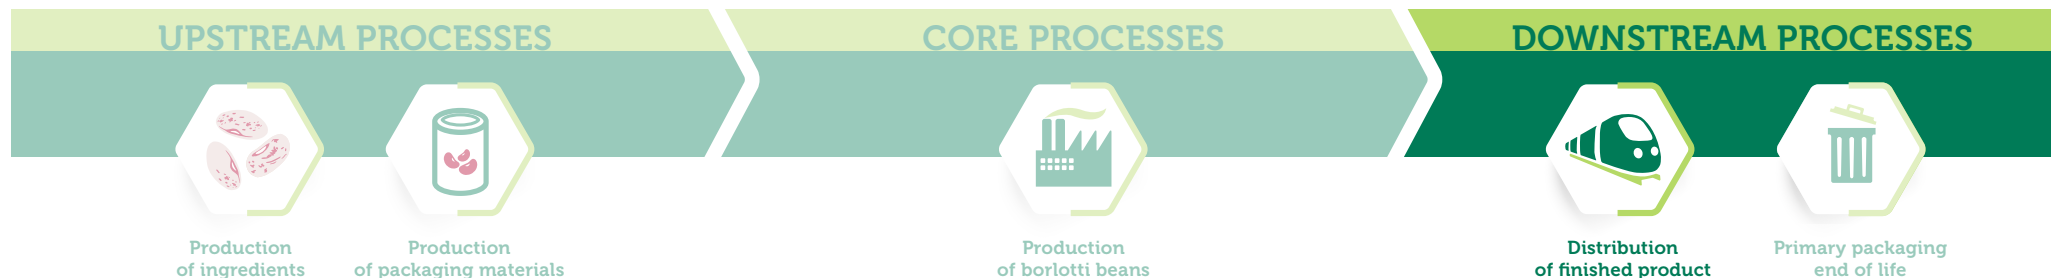 UPSTREAM PROCESSES
CORE PROCESSES
DOWNSTREAM PROCESSES
Production
of ingredients
Production
of packaging materials
Production
of borlotti beans
Distribution
of finished product
Primary packaging
end of life